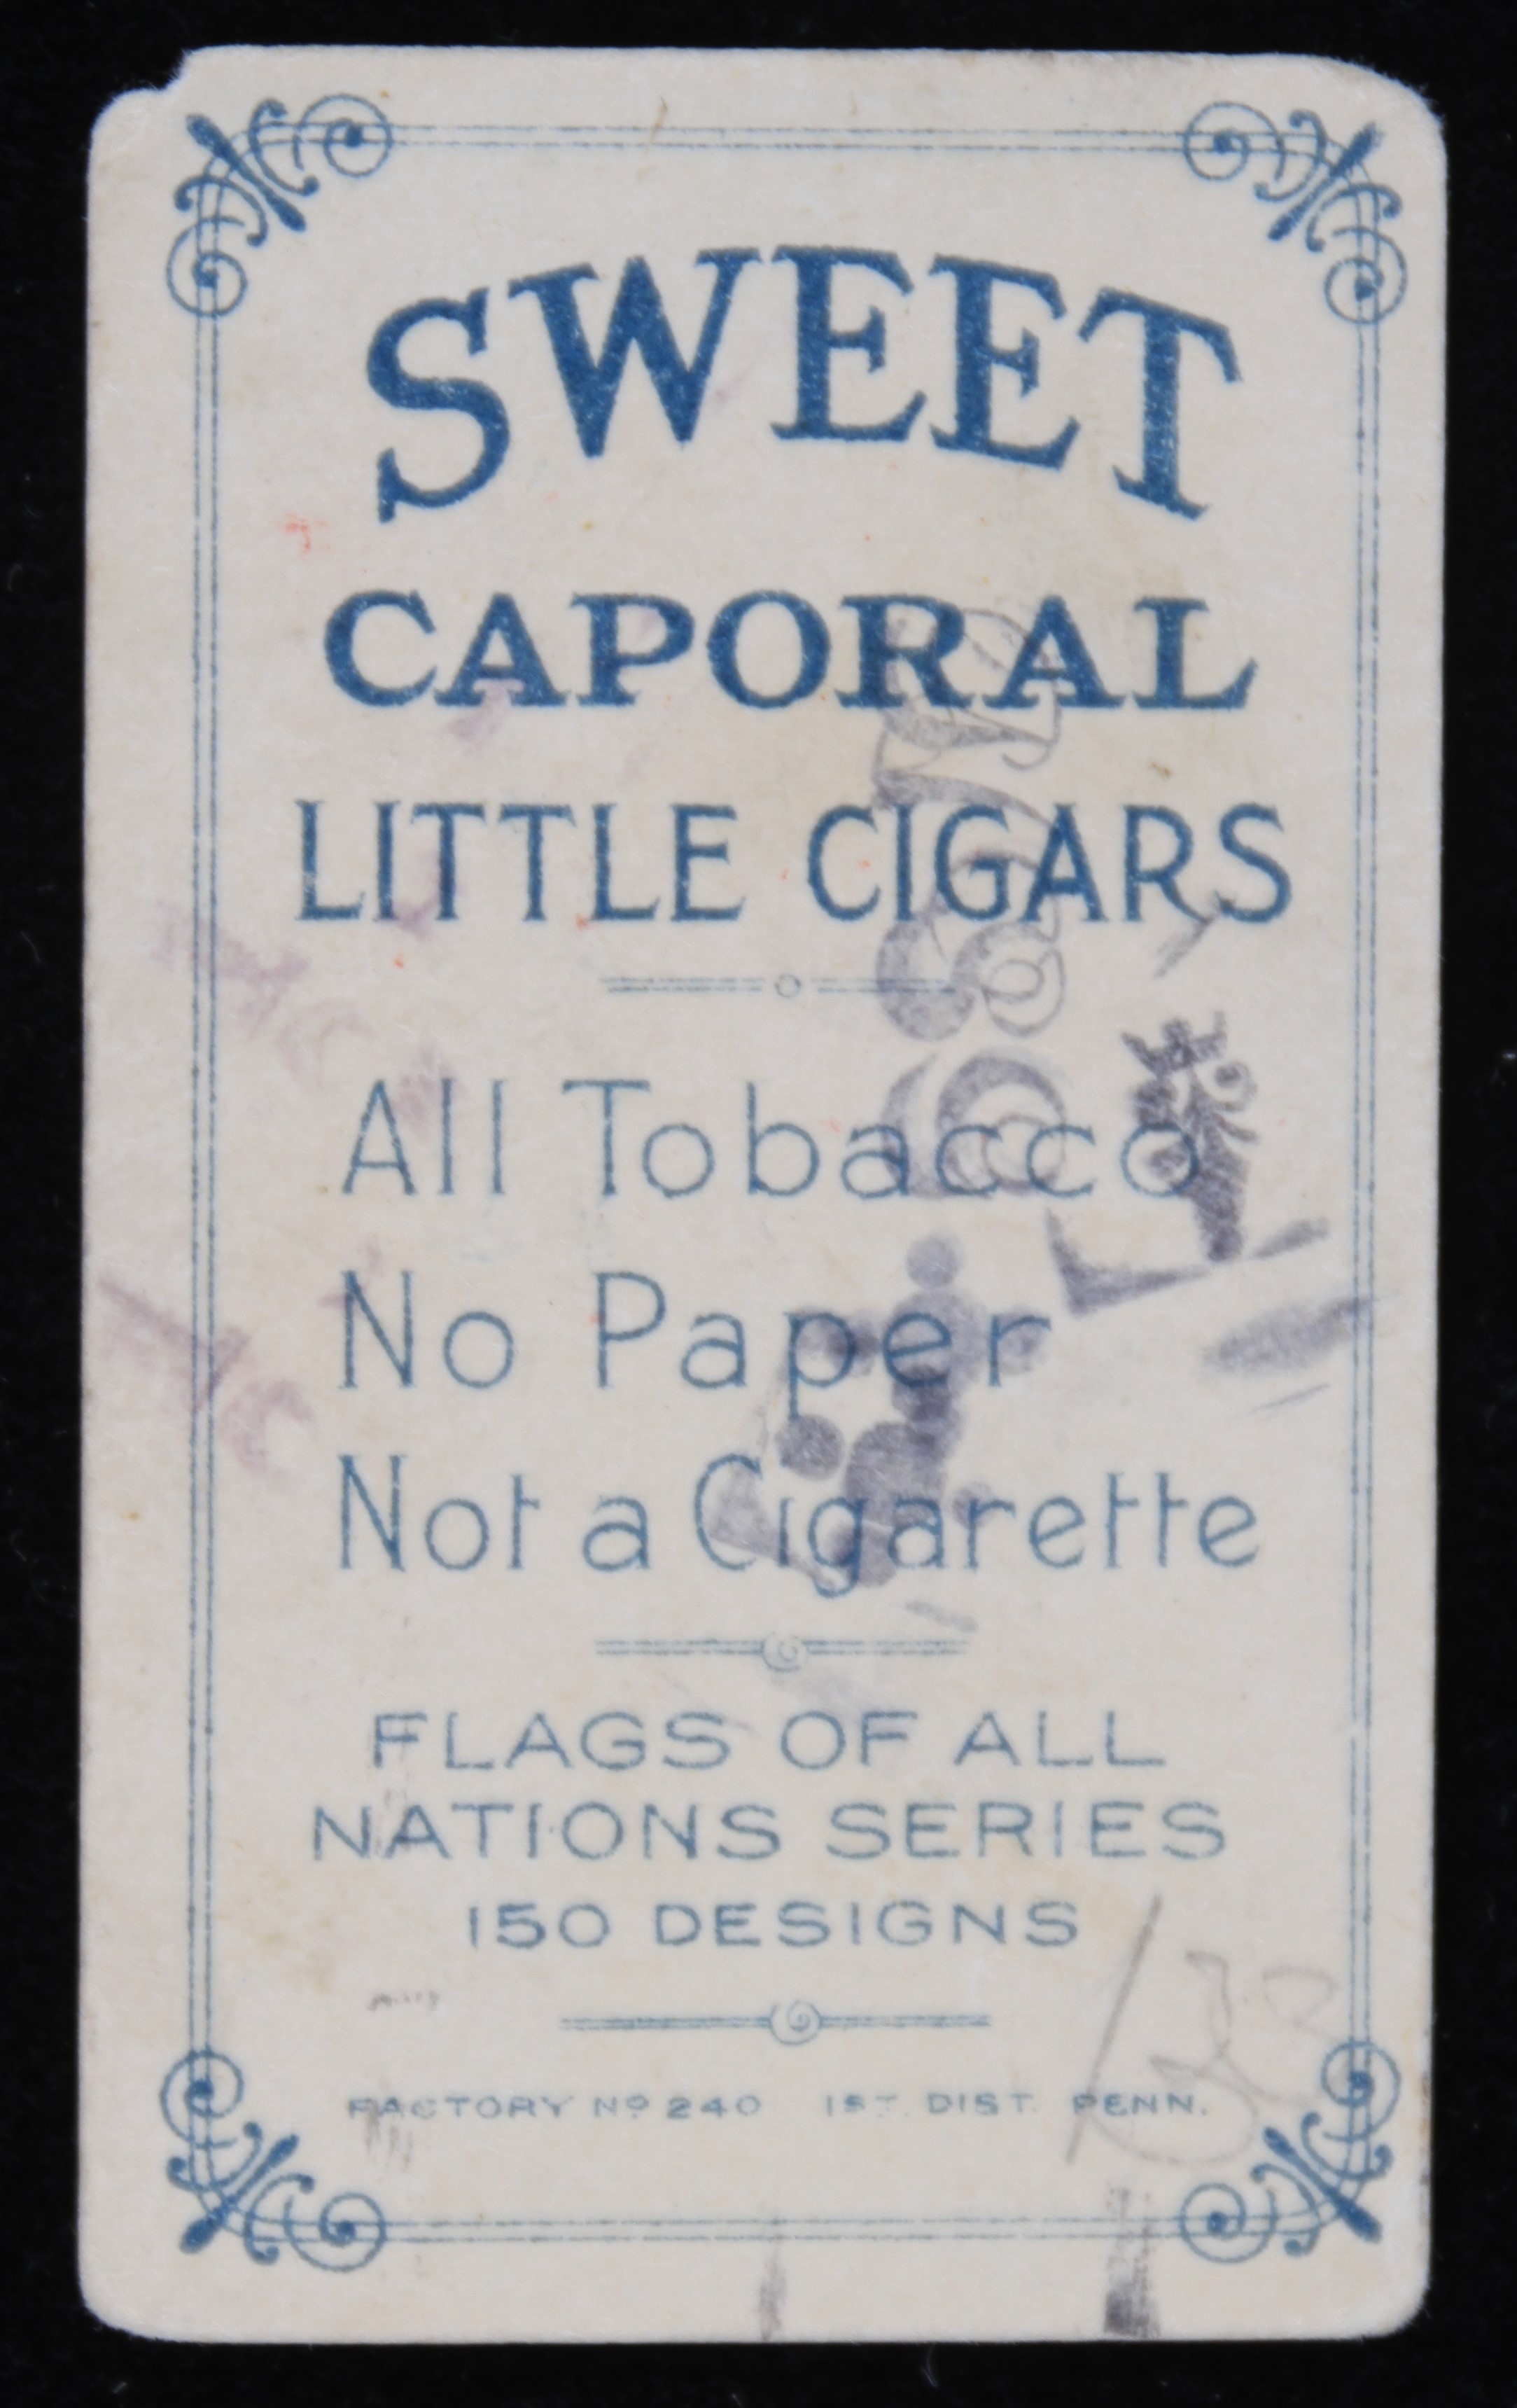 SWEET
CAPORAL
LITTLE CIGARS
All Tobacco
No Paper
Not a Cigarette
FLAGS OF ALL
NATIONS SERIES
150 DESIGNS
FACTORY Nº 240 1ST. DIST. PENN.